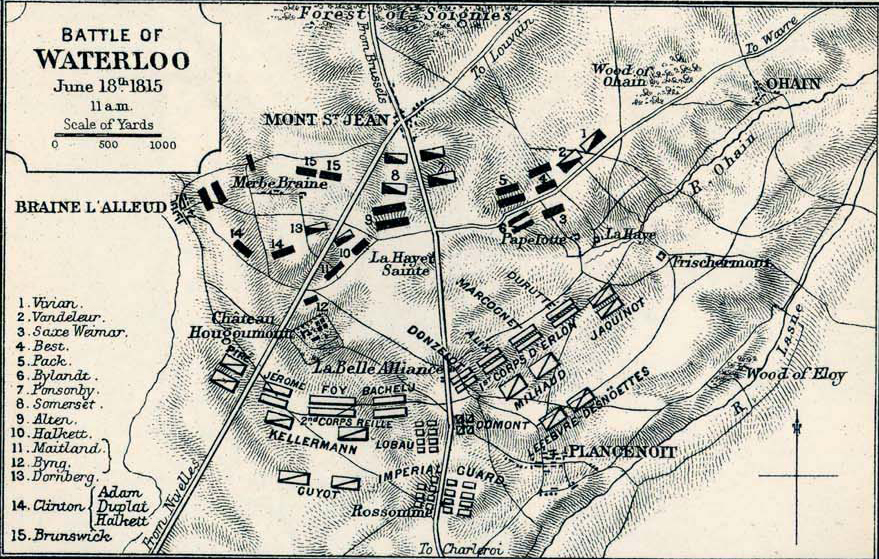 BATTLE OF
WATERLOO
June 18th 1815
11 a.m.
Scale of Yards
0 500 1000
Forest of Soignies
From Brussels
To Louvain
To Wavre
Wood of
Ohain
OHAIN
R. Ohain
MONT ST JEAN
Merbe Braine
BRAINE L'ALLEUD
15 15
8
7
9
14
14
13
10
11
12
1
2
4
5
3
6
Papelotte
La Haye
Frischermont
La Haye
Sainte
Château
Hougoumont
PIRÉ
JÉRÔME
FOY
BACHELU
2nd CORPS REILLE
KELLERMANN
LOBAU
GUYOT
IMPERIAL GUARD
Rossomme
La Belle Alliance
DONZELOT
ALIX
MARCOGNET
DURUTTE
1st CORPS D'ERLON
JAQUINOT
MILHAUD
LEFEBVRE DESNOETTES
DOMONT
PLANCENOIT
Wood of Eloy
R. Lasne
From Nivelles
To Charleroi
1. Vivian.
2. Vandeleur.
3. Saxe Weimar.
4. Best.
5. Pack.
6. Bylandt.
7. Ponsonby.
8. Somerset.
9. Alten.
10. Halkett.
11. Maitland
12. Byng.
13. Dornberg.
14. Clinton
Adam
Duplat
Halkett
15. Brunswick